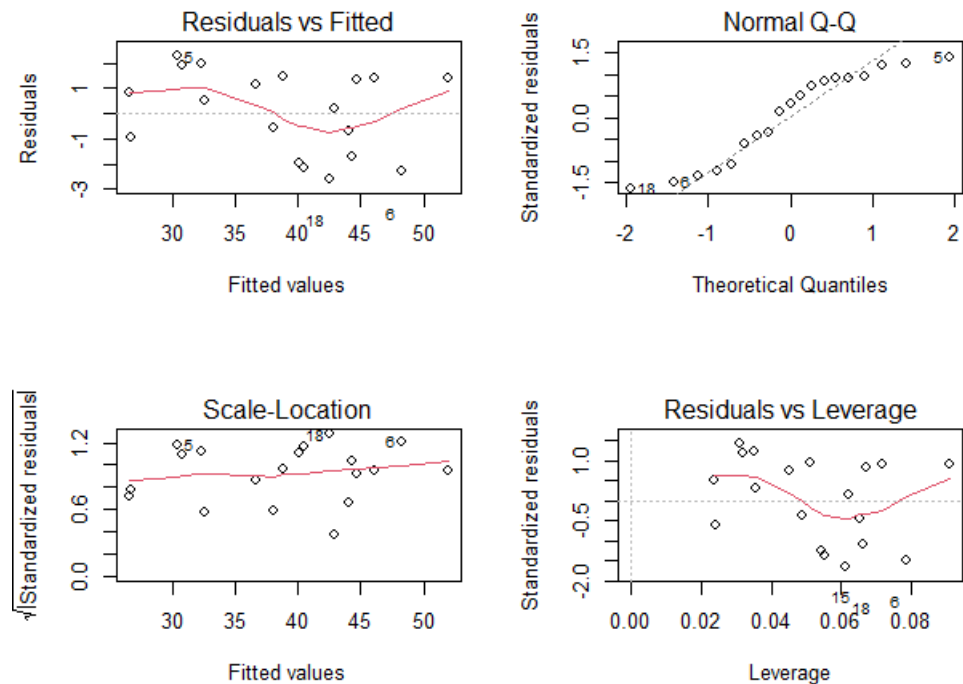 Residuals vs Fitted
Residuals
1
-1
-3
5
18
6
30 35 40 45 50
Fitted values
Normal Q-Q
Standardized residuals
1.5
0.0
-1.5
18
6
5
-2 -1 0 1 2
Theoretical Quantiles
Scale-Location
√|Standardized residuals|
1.2
0.6
0.0
5
18
6
30 35 40 45 50
Fitted values
Residuals vs Leverage
Standardized residuals
1.0
-0.5
-2.0
15
18
6
0.00 0.02 0.04 0.06 0.08
Leverage